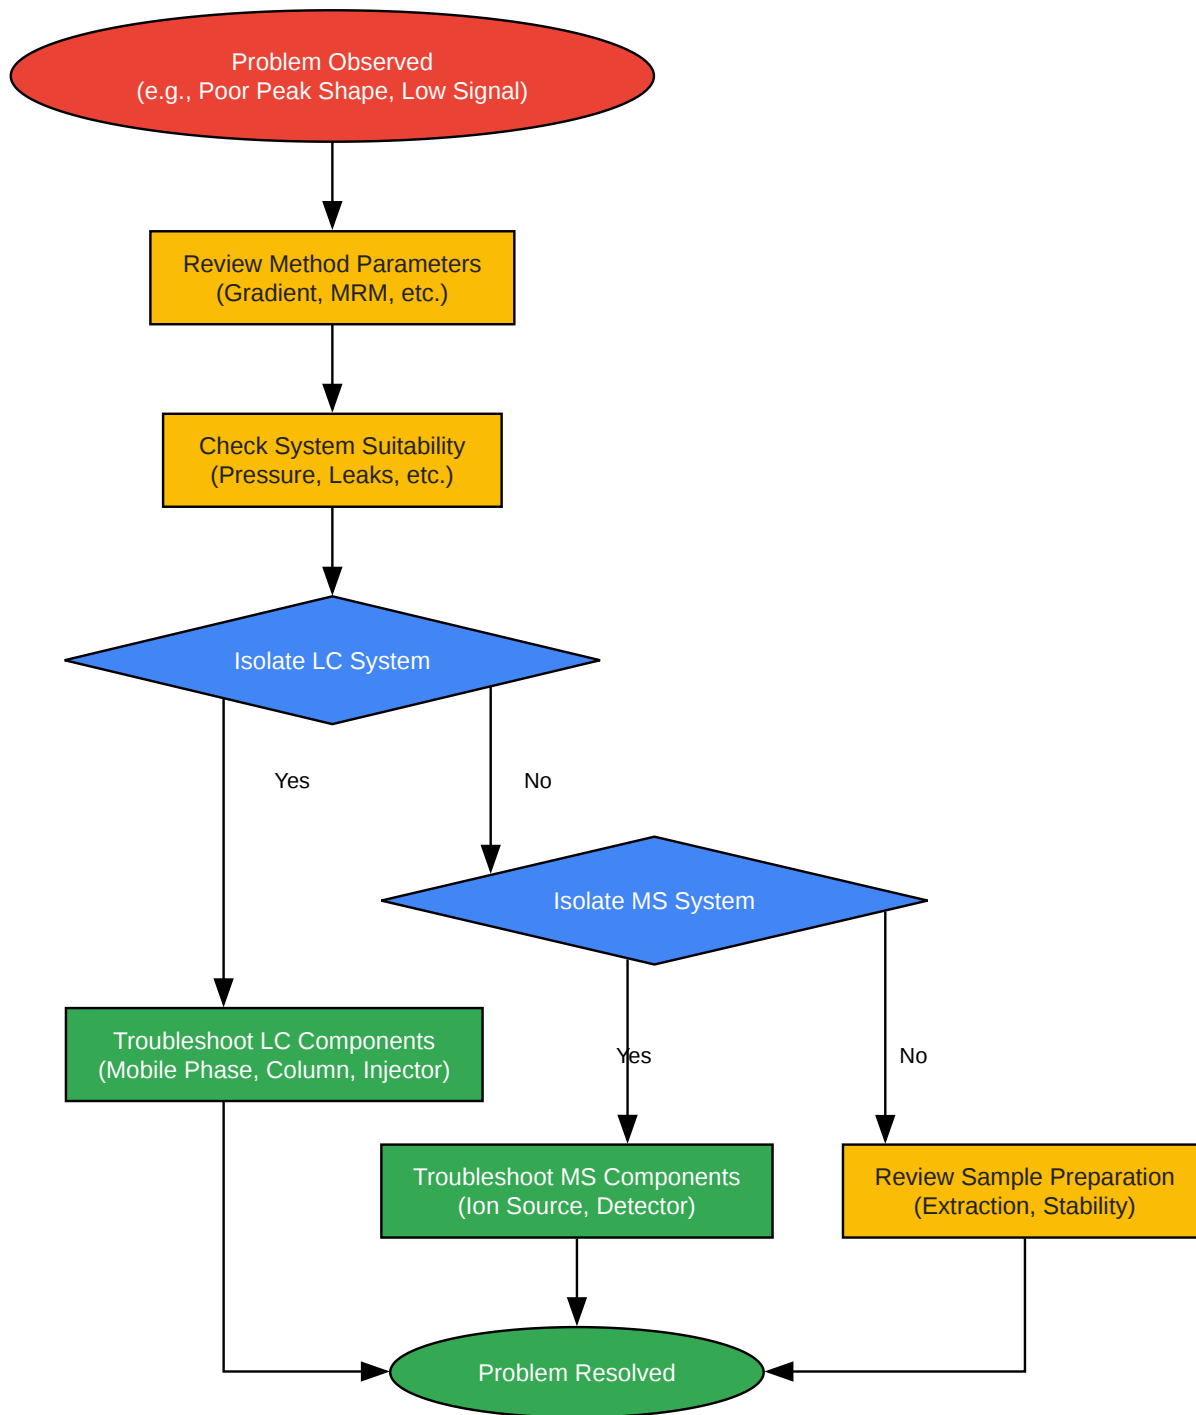 Problem Observed
(e.g., Poor Peak Shape, Low Signal)
Review Method Parameters
(Gradient, MRM, etc.)
Check System Suitability
(Pressure, Leaks, etc.)
Isolate LC System
Yes
No
Isolate MS System
Troubleshoot LC Components
(Mobile Phase, Column, Injector)
Yes
No
Troubleshoot MS Components
(Ion Source, Detector)
Review Sample Preparation
(Extraction, Stability)
Problem Resolved